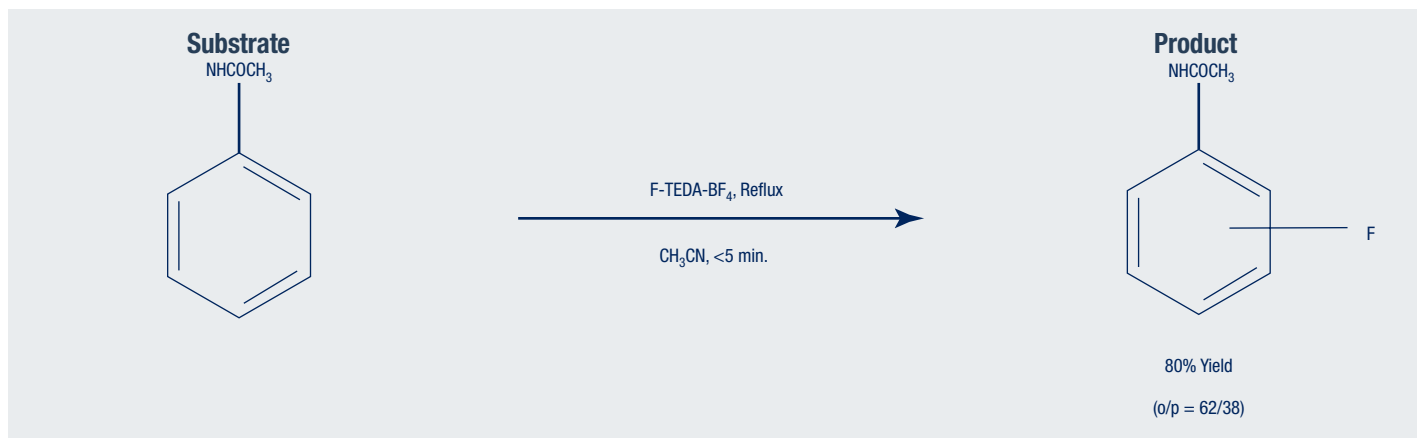 Substrate
NHCOCH₃
F-TEDA-BF₄, Reflux
CH₃CN, <5 min.
Product
NHCOCH₃
F
80% Yield
(o/p = 62/38)